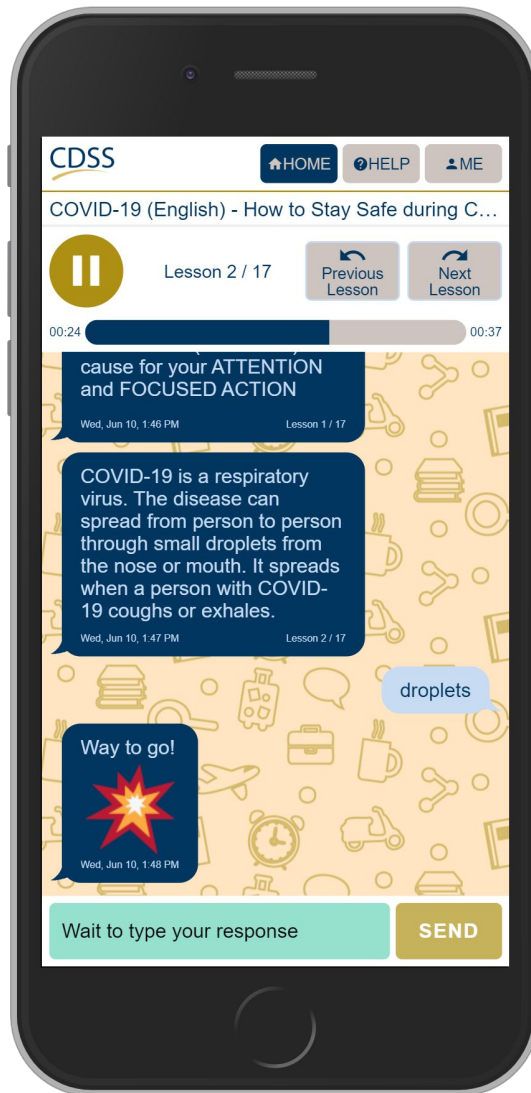 CDSS
HOME
HELP
ME
COVID-19 (English) - How to Stay Safe during C...
Lesson 2 / 17
Previous
Lesson
Next
Lesson
00:24
00:37
cause for your ATTENTION
and FOCUSED ACTION
Wed, Jun 10, 1:46 PM
Lesson 1 / 17
COVID-19 is a respiratory
virus. The disease can
spread from person to person
through small droplets from
the nose or mouth. It spreads
when a person with COVID-
19 coughs or exhales.
Wed, Jun 10, 1:47 PM
Lesson 2 / 17
droplets
Way to go!
Wed, Jun 10, 1:48 PM
Wait to type your response
SEND